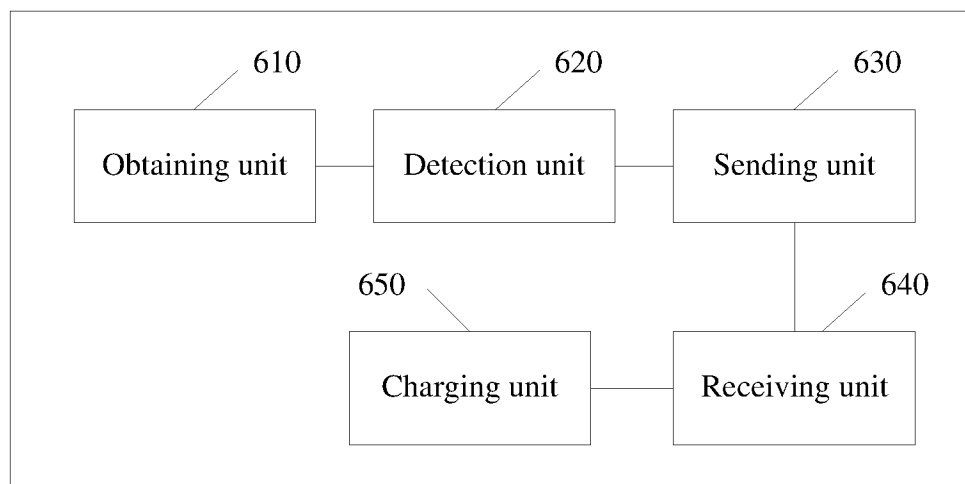 610
620
630
Obtaining unit
Detection unit
Sending unit
650
640
Charging unit
Receiving unit